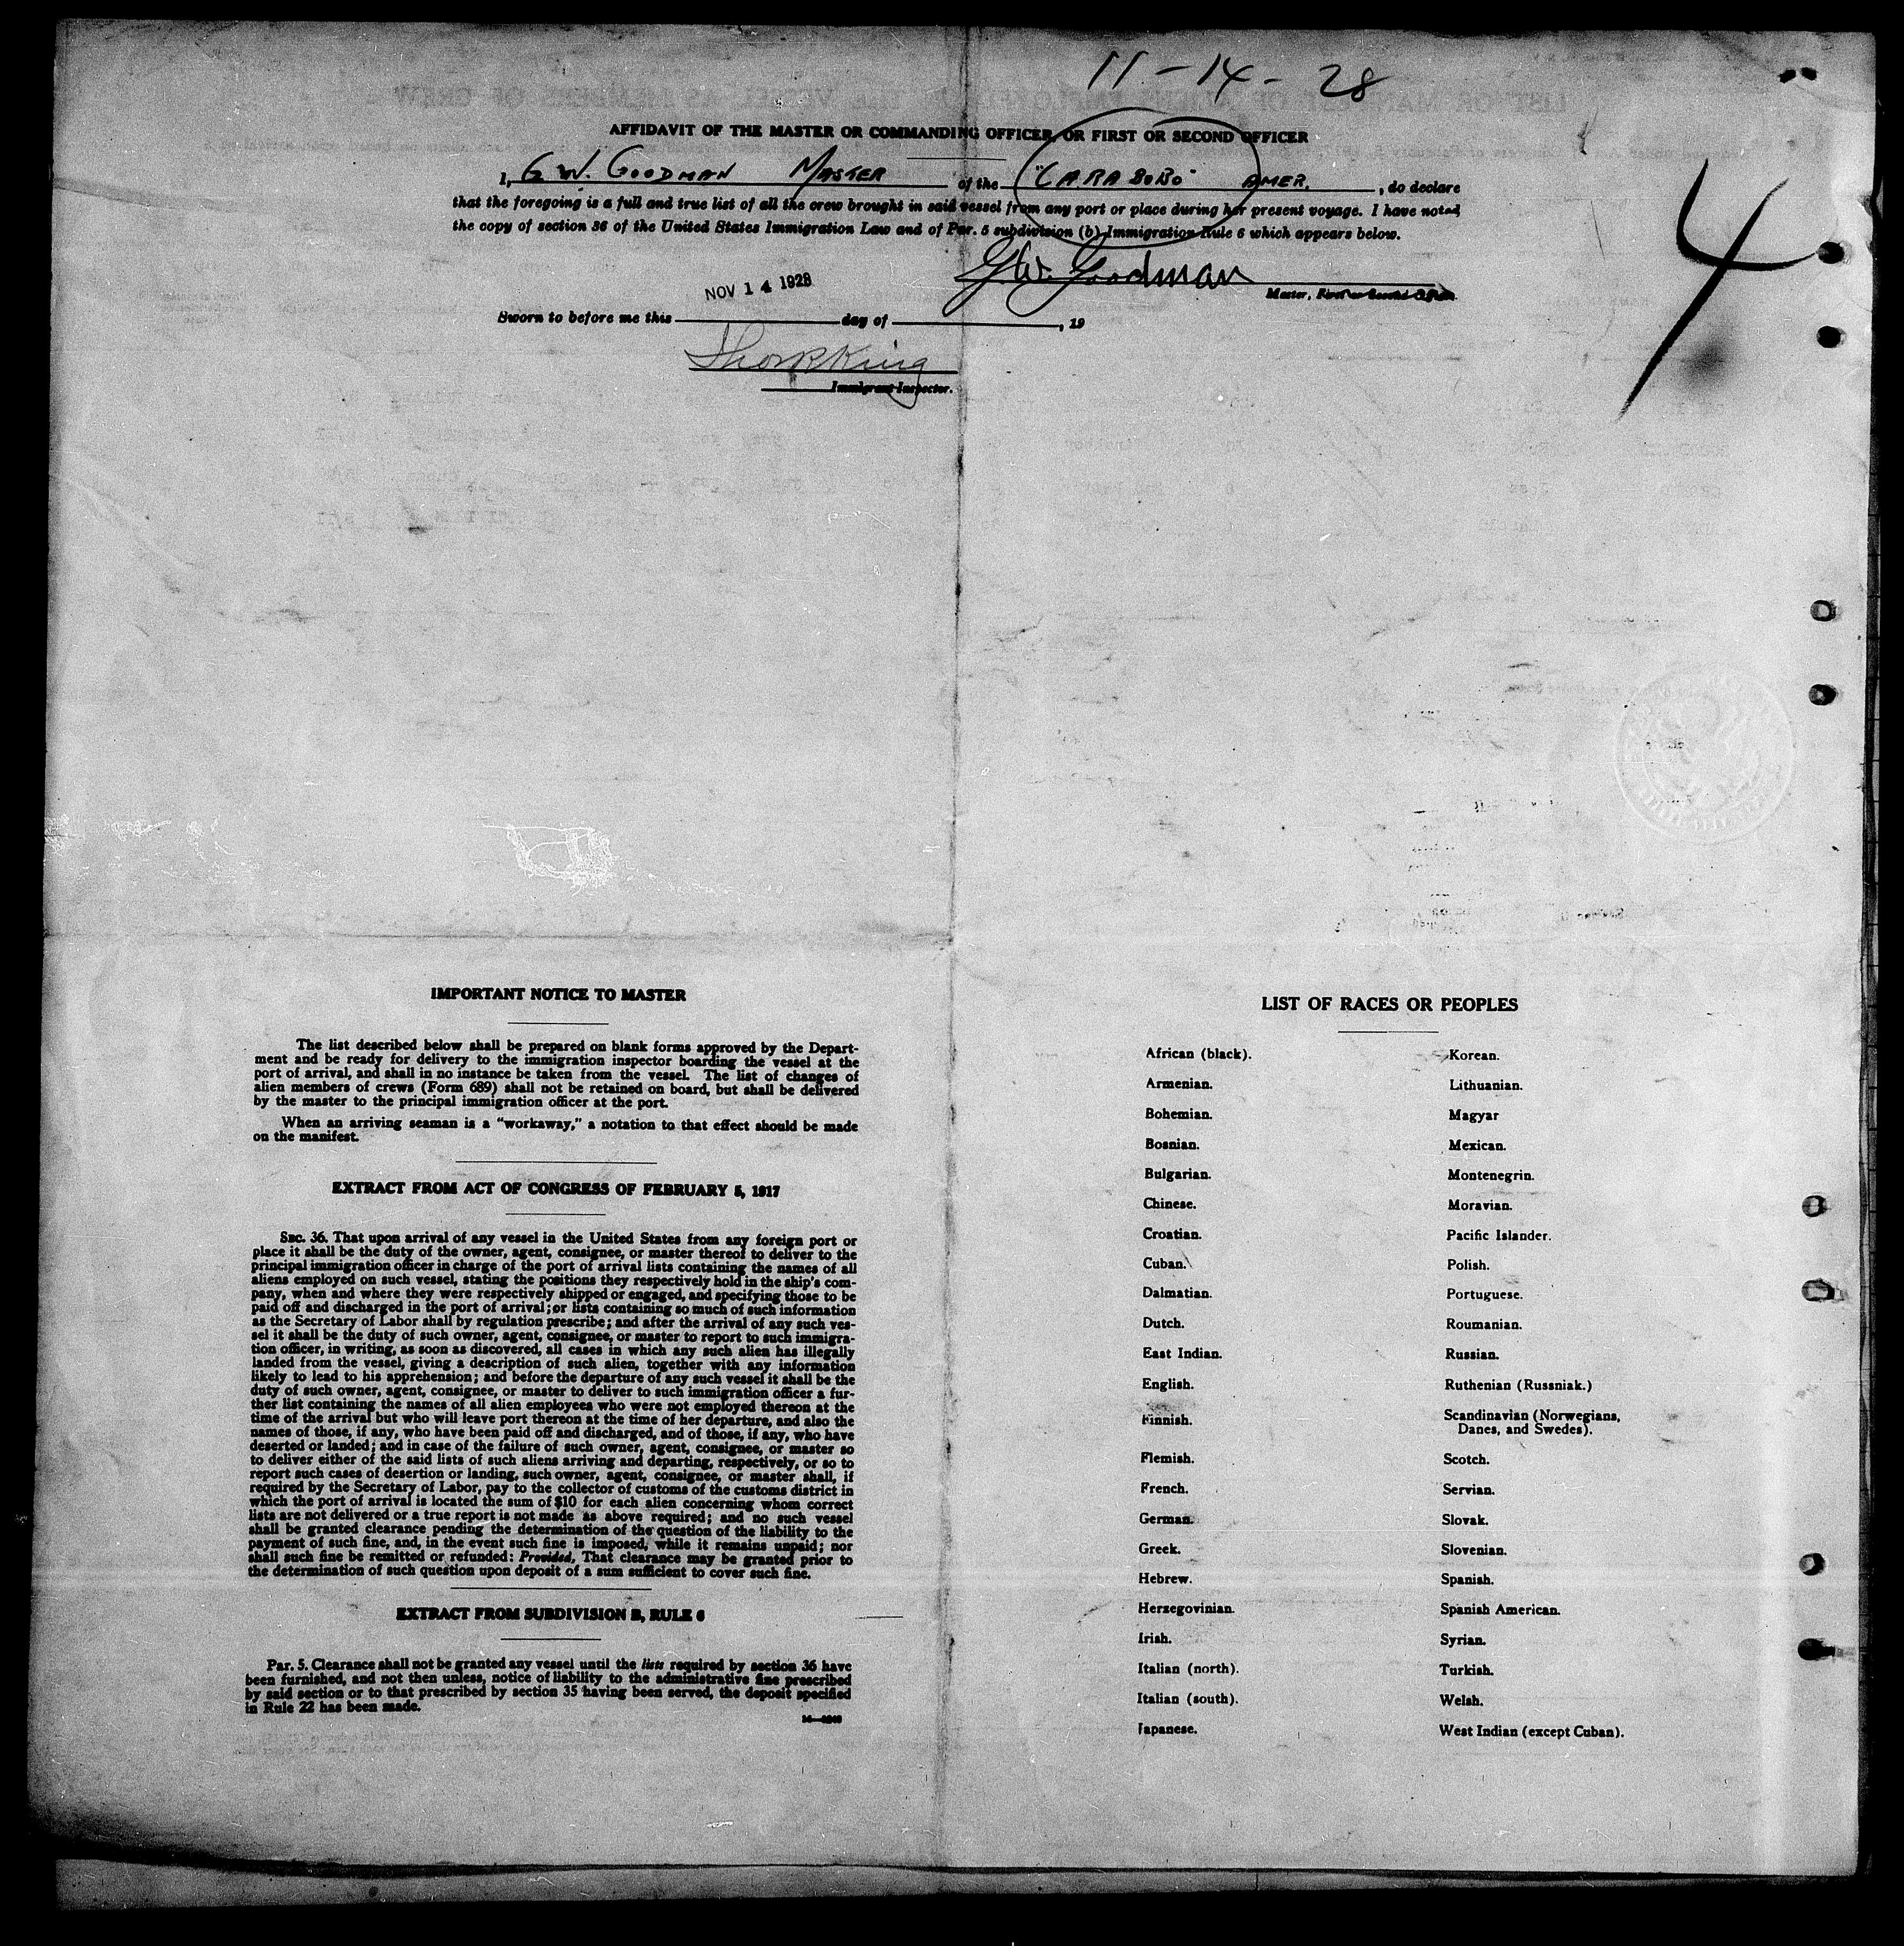 11-14-28
AFFIDAVIT OF THE MASTER OR COMMANDING OFFICER, OR FIRST OR SECOND OFFICER
I, G. W. GOODMAN MASTER of the "CARABOBO" AMER., do declare
that the foregoing is a full and true list of all the crew brought in said vessel from any port or place during her present voyage. I have noted
the copy of section 36 of the United States Immigration Law and of Par. 5 subdivision (b) Immigration Rule 6 which appears below.
4
G.W. Goodman
Master, First or Second Officer.
NOV 14 1928
Sworn to before me this day of , 19
King
Immigrant Inspector.
IMPORTANT NOTICE TO MASTER
The list described below shall be prepared on blank forms approved by the Depart-
ment and be ready for delivery to the immigration inspector boarding the vessel at the
port of arrival, and shall in no instance be taken from the vessel. The list of changes of
alien members of crews (Form 689) shall not be retained on board, but shall be delivered
by the master to the principal immigration officer at the port.
When an arriving seaman is a "workaway," a notation to that effect should be made
on the manifest.
EXTRACT FROM ACT OF CONGRESS OF FEBRUARY 5, 1917
SEC. 36. That upon arrival of any vessel in the United States from any foreign port or
place it shall be the duty of the owner, agent, consignee, or master thereof to deliver to the
principal immigration officer in charge of the port of arrival lists containing the names of all
aliens employed on such vessel, stating the positions they respectively hold in the ship's com-
pany, when and where they were respectively shipped or engaged, and specifying those to be
paid off and discharged in the port of arrival; or lists containing so much of such information
as the Secretary of Labor shall by regulation prescribe; and after the arrival of any such ves-
sel it shall be the duty of such owner, agent, consignee, or master to report to such immigra-
tion officer, in writing, as soon as discovered, all cases in which any such alien has illegally
landed from the vessel, giving a description of such alien, together with any information
likely to lead to his apprehension; and before the departure of any such vessel it shall be the
duty of such owner, agent, consignee, or master to deliver to such immigration officer a fur-
ther list containing the names of all alien employees who were not employed thereon at the
time of the arrival but who will leave port thereon at the time of her departure, and also the
names of those, if any, who have been paid off and discharged, and of those, if any, who have
deserted or landed; and in case of the failure of such owner, agent, consignee, or master so
to deliver either of the said lists of such aliens arriving and departing, respectively, or so to
report such cases of desertion or landing, such owner, agent, consignee, or master shall, if
required by the Secretary of Labor, pay to the collector of customs of the customs district in
which the port of arrival is located the sum of $10 for each alien concerning whom correct
lists are not delivered or a true report is not made as above required; and no such vessel
shall be granted clearance pending the determination of the question of the liability to the
payment of such fine, and, in the event such fine is imposed, while it remains unpaid; nor
shall such fine be remitted or refunded: Provided, That clearance may be granted prior to
the determination of such question upon deposit of a sum sufficient to cover such fine.
EXTRACT FROM SUBDIVISION B, RULE 6
Par. 5. Clearance shall not be granted any vessel until the lists required by section 36 have
been furnished, and not then unless, notice of liability to the administrative fine prescribed
by said section or to that prescribed by section 35 having been served, the deposit specified
in Rule 22 has been made.
LIST OF RACES OR PEOPLES
African (black).
Armenian.
Bohemian.
Bosnian.
Bulgarian.
Chinese.
Croatian.
Cuban.
Dalmatian.
Dutch.
East Indian.
English.
Finnish.
Flemish.
French.
German.
Greek.
Hebrew.
Herzegovinian.
Irish.
Italian (north).
Italian (south).
Japanese.
Korean.
Lithuanian.
Magyar
Mexican.
Montenegrin.
Moravian.
Pacific Islander.
Polish.
Portuguese.
Roumanian.
Russian.
Ruthenian (Russniak.)
Scandinavian (Norwegians,
Danes, and Swedes).
Scotch.
Servian.
Slovak.
Slovenian.
Spanish.
Spanish American.
Syrian.
Turkish.
Welsh.
West Indian (except Cuban).